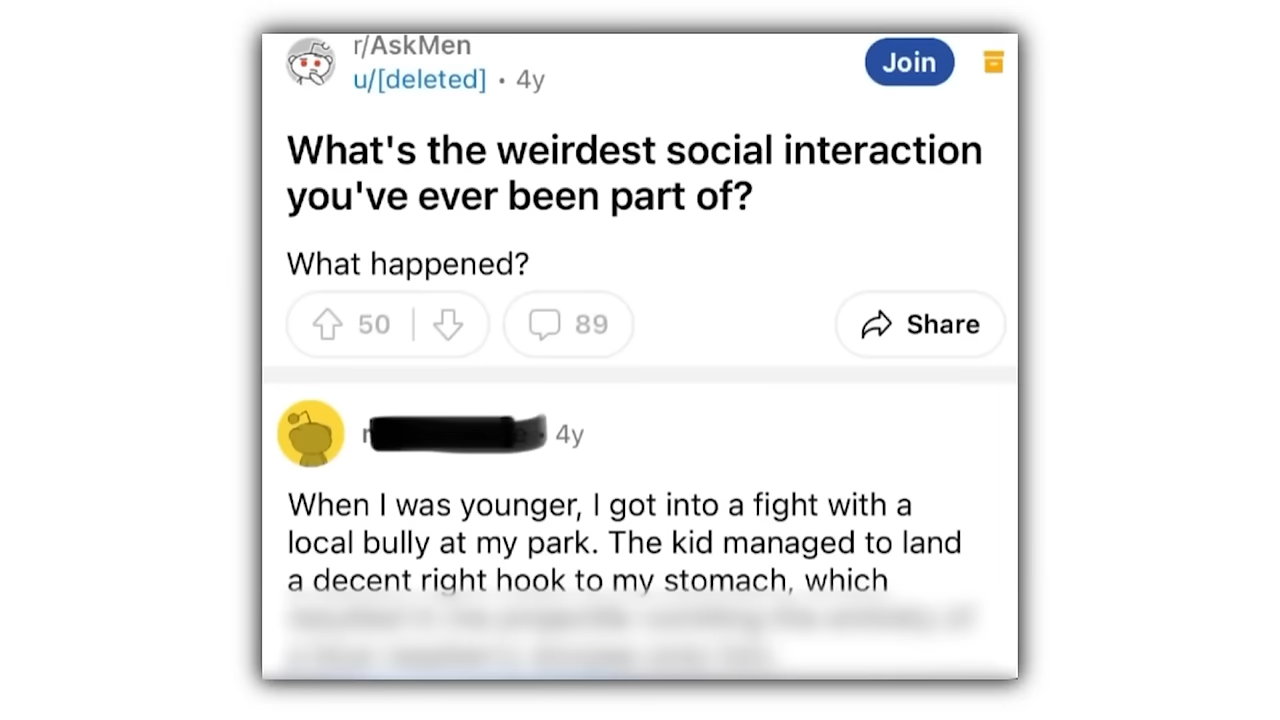 r/AskMen
u/[deleted] • 4y
Join
What's the weirdest social interaction
you've ever been part of?
What happened?
50
89
Share
4y
When I was younger, I got into a fight with a
local bully at my park. The kid managed to land
a decent right hook to my stomach, which